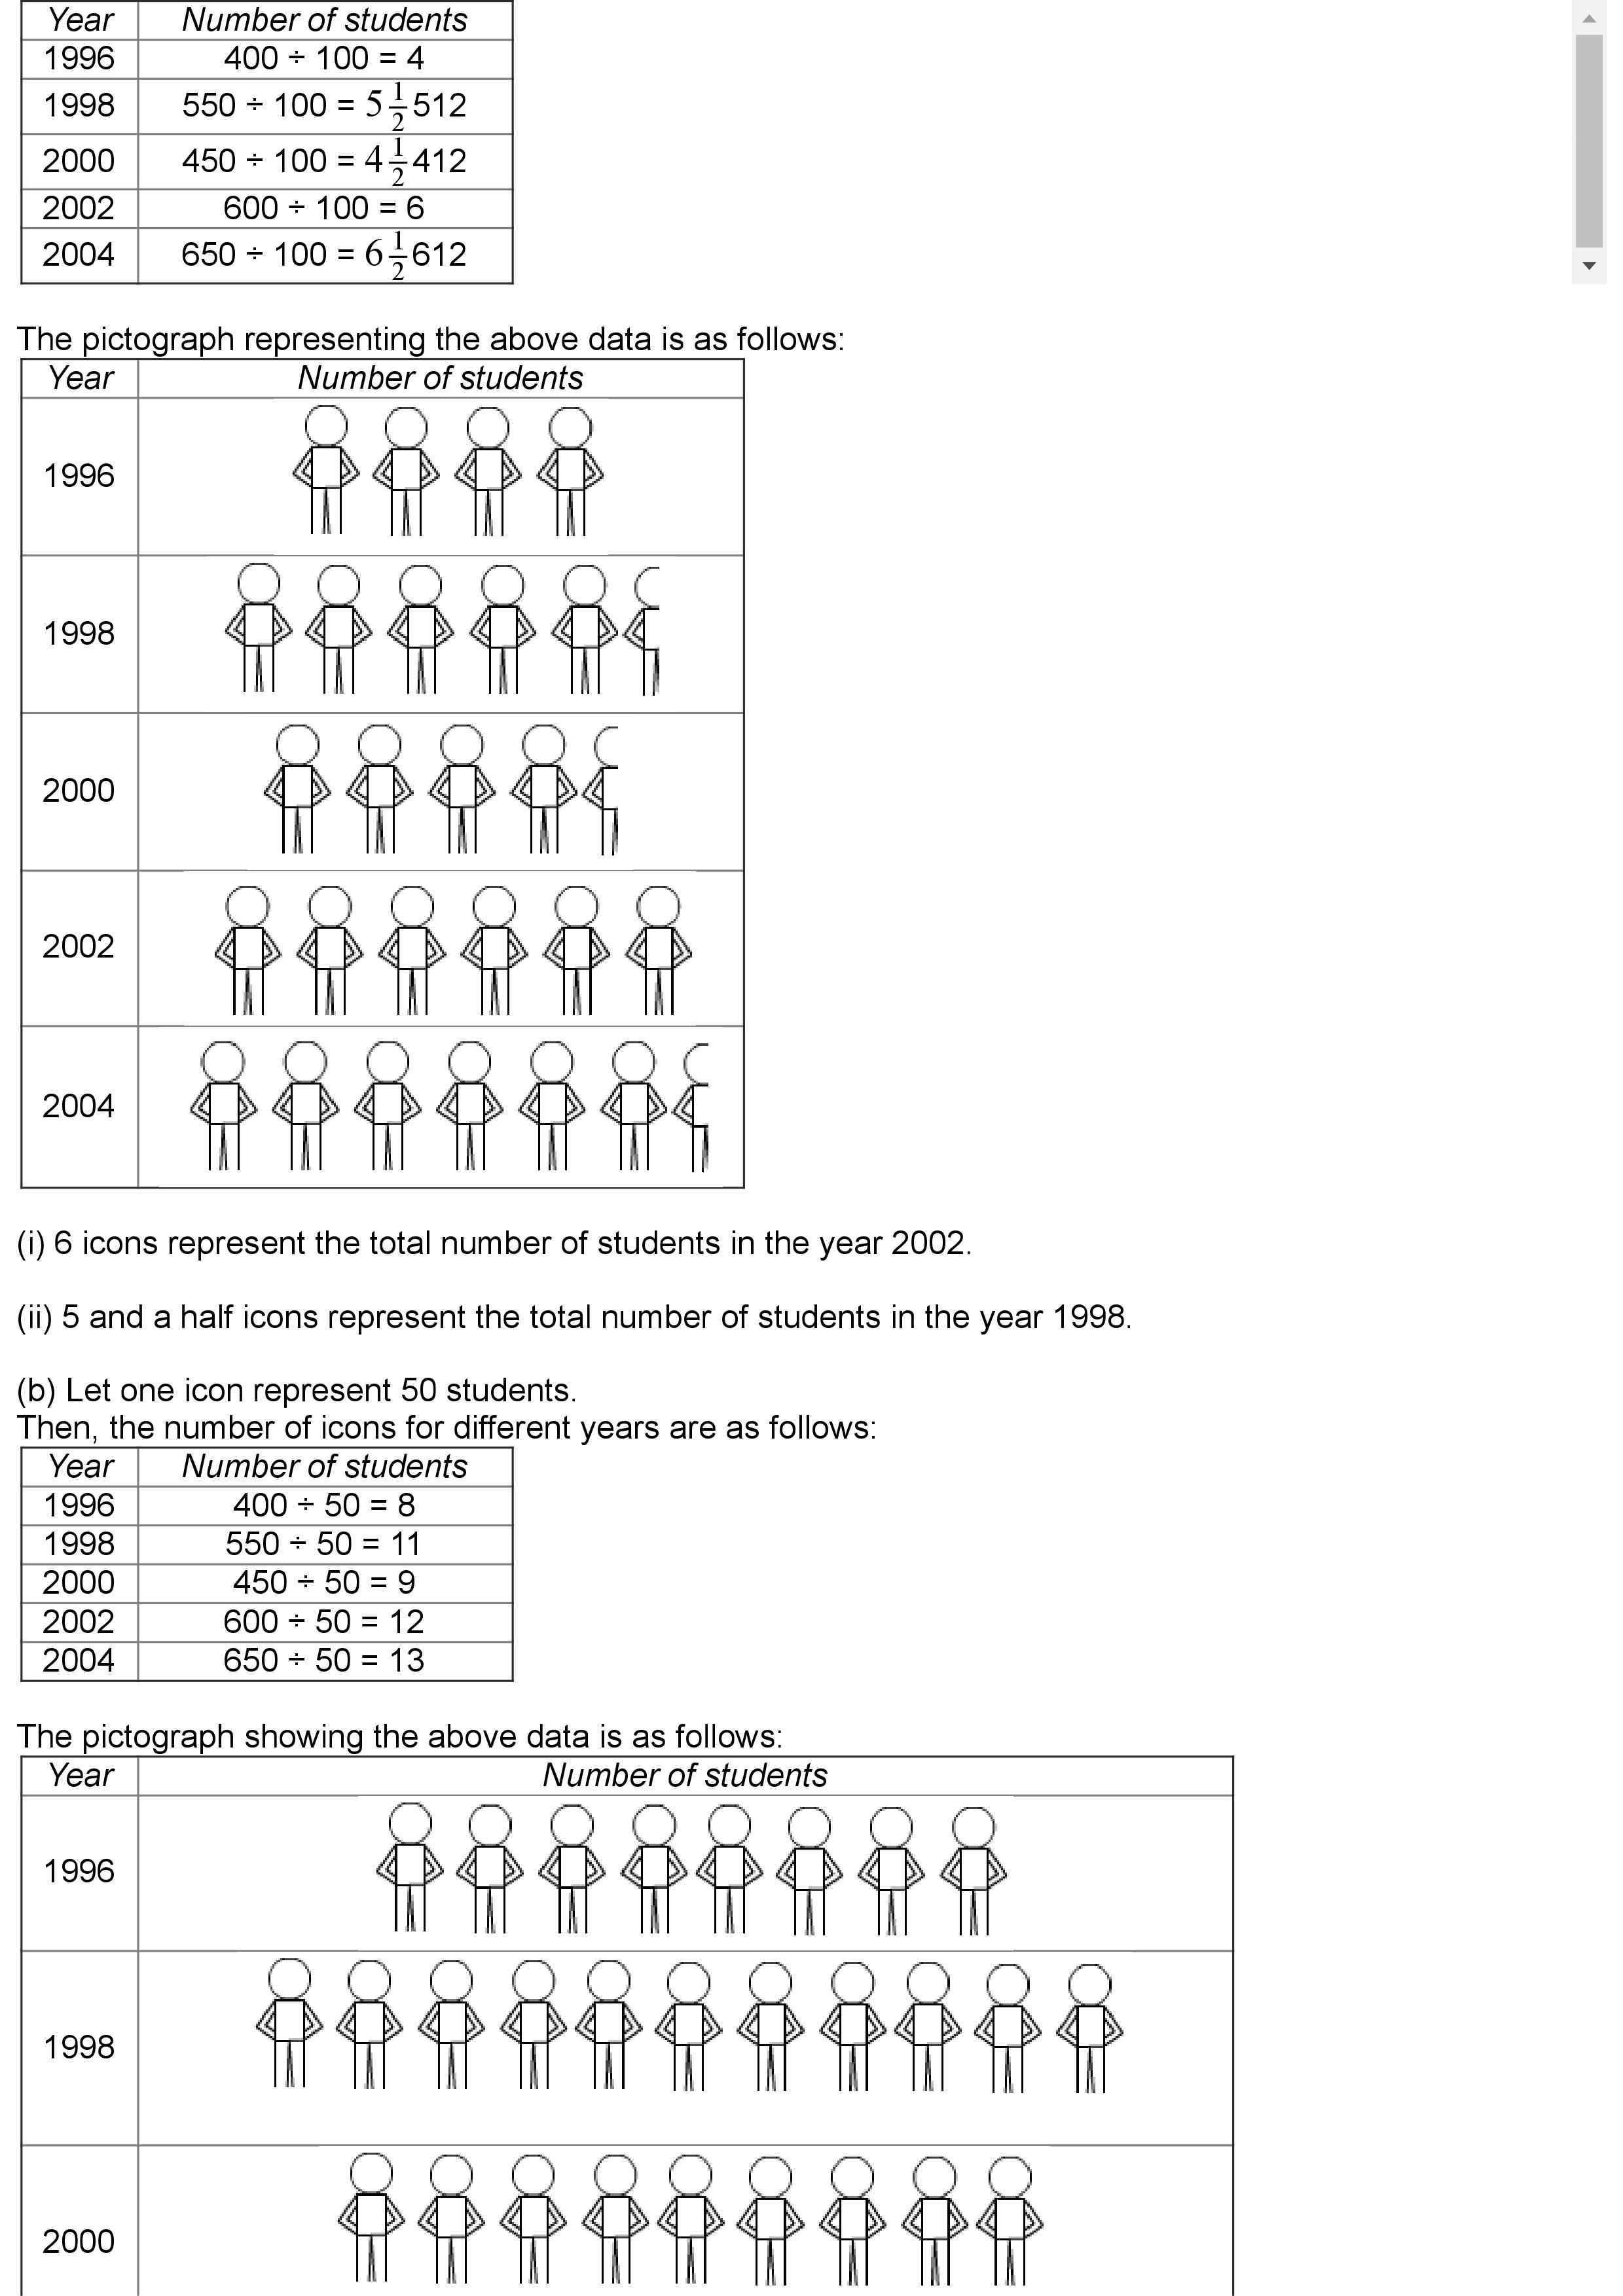 Year Number of students
1996 400 ÷ 100 = 4
1998 550 ÷ 100 = 5 1/2 512
2000 450 ÷ 100 = 4 1/2 412
2002 600 ÷ 100 = 6
2004 650 ÷ 100 = 6 1/2 612
The pictograph representing the above data is as follows:
Year Number of students
1996
1998
2000
2002
2004
(i) 6 icons represent the total number of students in the year 2002.
(ii) 5 and a half icons represent the total number of students in the year 1998.
(b) Let one icon represent 50 students.
Then, the number of icons for different years are as follows:
Year Number of students
1996 400 ÷ 50 = 8
1998 550 ÷ 50 = 11
2000 450 ÷ 50 = 9
2002 600 ÷ 50 = 12
2004 650 ÷ 50 = 13
The pictograph showing the above data is as follows:
Year Number of students
1996
1998
2000